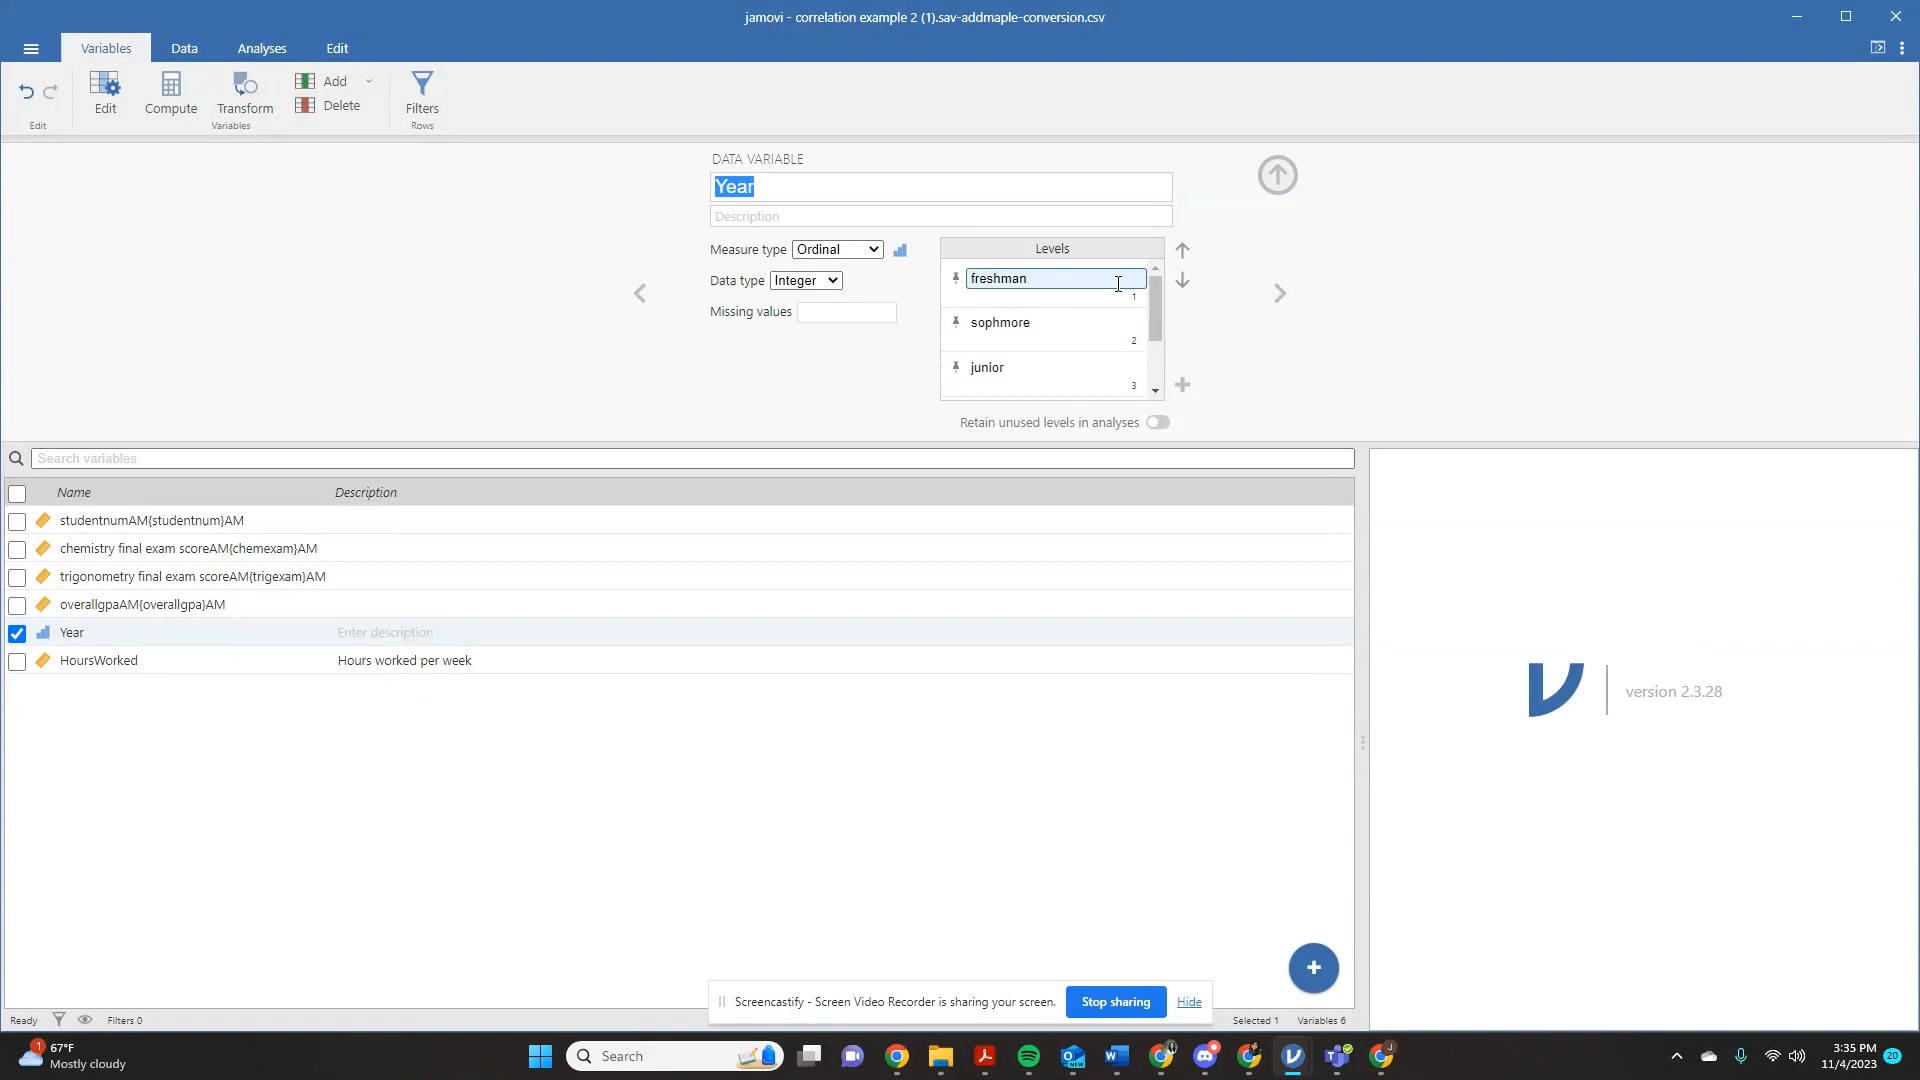 jamovi - correlation example 2 (1).sav-addmaple-conversion.csv
Variables
Data
Analyses
Edit
Edit
Compute
Transform
Add
Delete
Filters
Edit
Variables
Rows
DATA VARIABLE
Year
Description
Measure type
Ordinal
Data type
Integer
Missing values
Levels
freshman
1
sophmore
2
junior
3
Retain unused levels in analyses
Search variables
Name
Description
studentnumAM{studentnum}AM
chemistry final exam scoreAM{chemexam}AM
trigonometry final exam scoreAM{trigexam}AM
overallgpaAM{overallgpa}AM
Year
Enter description
HoursWorked
Hours worked per week
version 2.3.28
Screencastify - Screen Video Recorder is sharing your screen.
Stop sharing
Hide
Ready
Filters 0
Selected 1
Variables 6
1
67°F
Mostly cloudy
Search
NEW
3:35 PM
11/4/2023
20